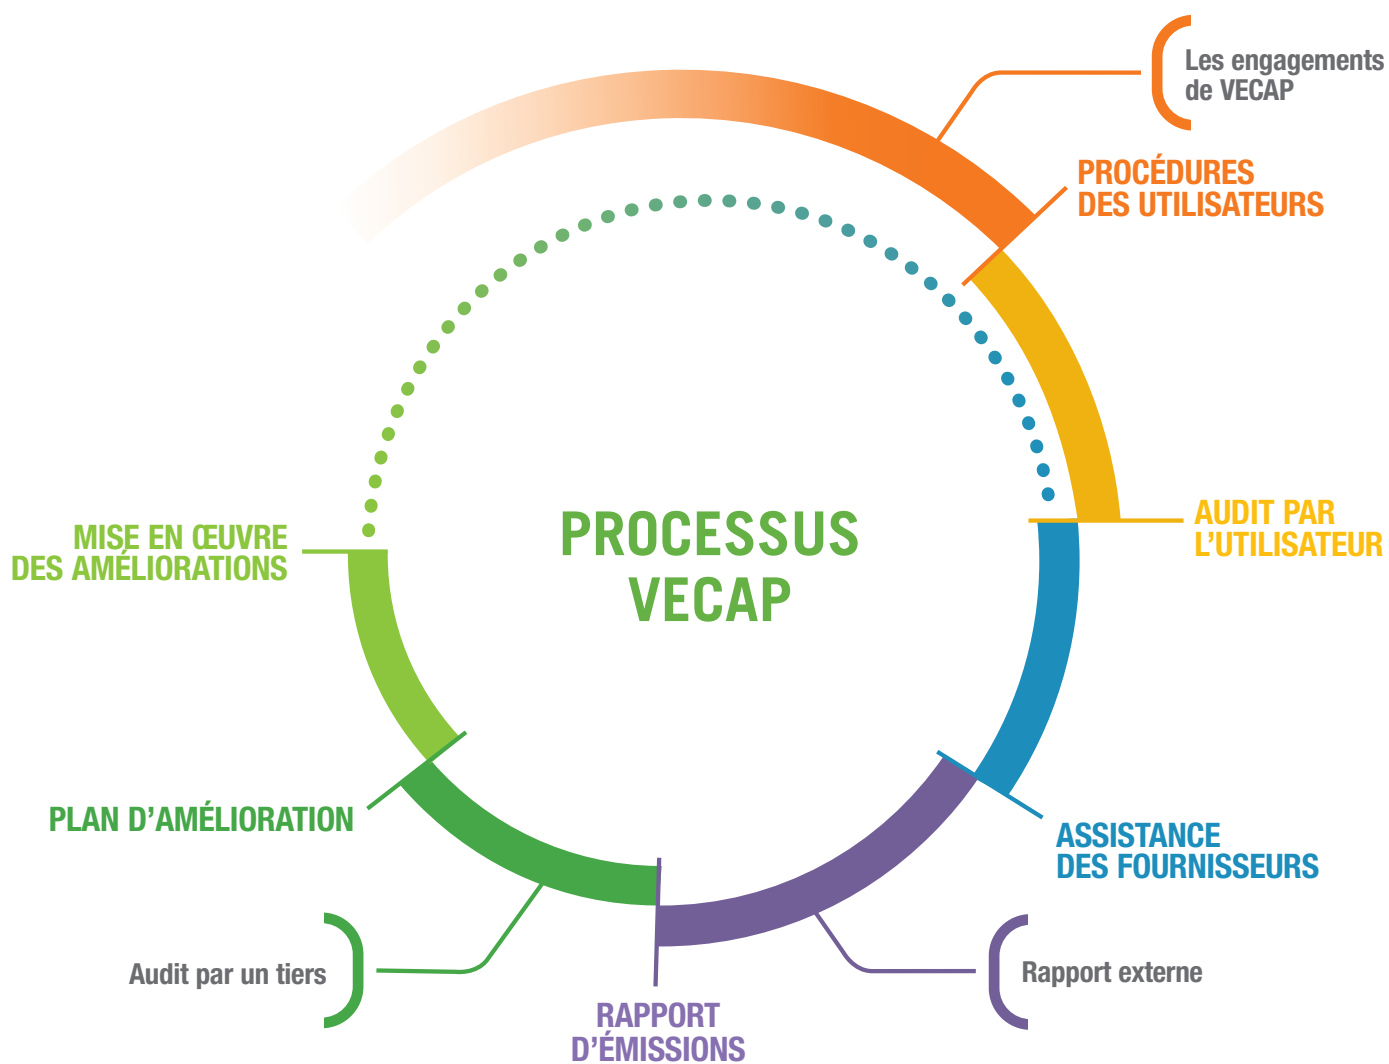 Les engagements
de VECAP
PROCÉDURES
DES UTILISATEURS
AUDIT PAR
L’UTILISATEUR
ASSISTANCE
DES FOURNISSEURS
Rapport externe
RAPPORT
D’ÉMISSIONS
Audit par un tiers
PLAN D’AMÉLIORATION
MISE EN ŒUVRE
DES AMÉLIORATIONS
PROCESSUS
VECAP